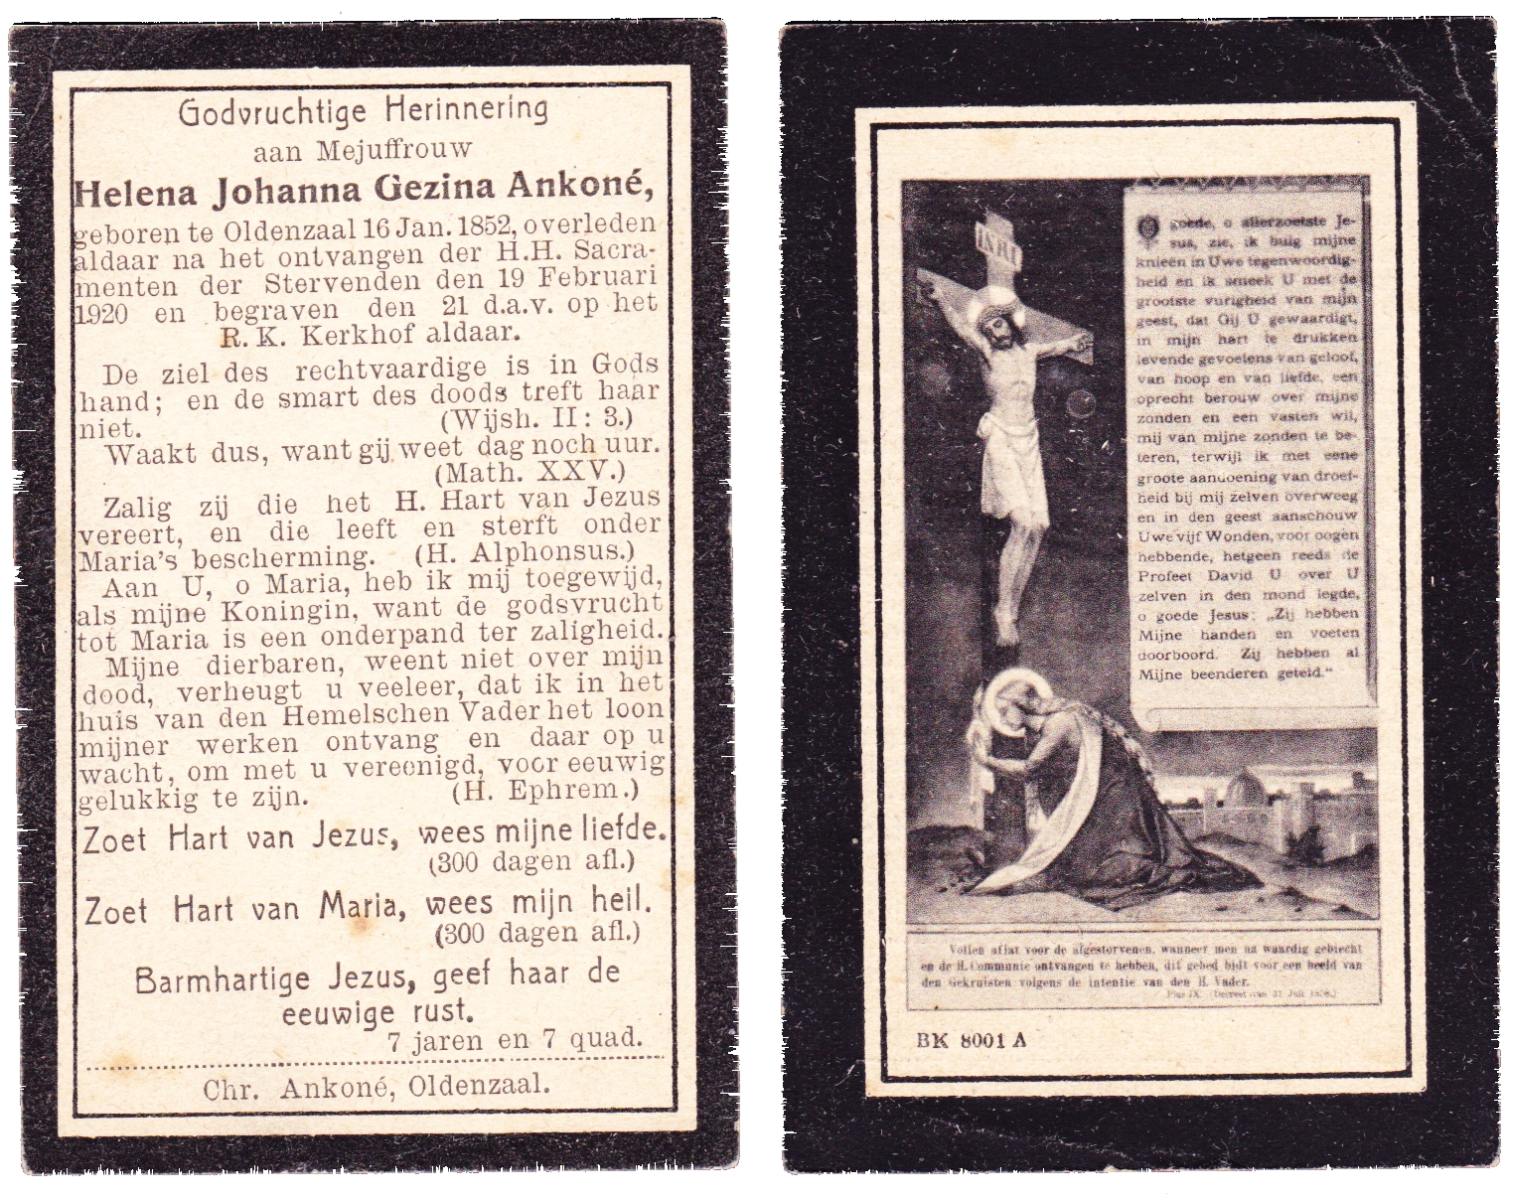 Godvruchtige Herinnering
aan Mejuffrouw
Helena Johanna Gezina Ankoné,
geboren te Oldenzaal 16 Jan. 1852, overleden
aldaar na het ontvangen der H.H. Sacra-
menten der Stervenden den 19 Februari
1920 en begraven den 21 d.a.v. op het
R. K. Kerkhof aldaar.
De ziel des rechtvaardige is in Gods
hand; en de smart des doods treft haar
niet. (Wijsh. II : 3.)
Waakt dus, want gij weet dag noch uur.
(Math. XXV.)
Zalig zij die het H. Hart van Jezus
vereert, en die leeft en sterft onder
Maria's bescherming. (H. Alphonsus.)
Aan U, o Maria, heb ik mij toegewijd,
als mijne Koningin, want de godsvrucht
tot Maria is een onderpand ter zaligheid.
Mijne dierbaren, weent niet over mijn
dood, verheugt u veeleer, dat ik in het
huis van den Hemelschen Vader het loon
mijner werken ontvang en daar op u
wacht, om met u vereenigd, voor eeuwig
gelukkig te zijn. (H. Ephrem.)
Zoet Hart van Jezus, wees mijne liefde.
(300 dagen afl.)
Zoet Hart van Maria, wees mijn heil.
(300 dagen afl.)
Barmhartige Jezus, geef haar de
eeuwige rust.
7 jaren en 7 quad.
Chr. Ankoné, Oldenzaal.
INRI
O goede, o allerzoetste Je-
sus, zie, ik buig mijne
knieën in Uwe tegenwoordig-
heid en ik smeek U met de
grootste vurigheid van mijn
geest, dat Gij U gewaardigt,
in mijn hart te drukken
levende gevoelens van geloof,
van hoop en van liefde, een
oprecht berouw over mijne
zonden en een vasten wil,
mij van mijne zonden te be-
teren, terwijl ik met eene
groote aandoening van droef-
heid bij mij zelven overweeg
en in den geest aanschouw
Uwe vijf Wonden, voor oogen
hebbende, hetgeen reeds de
Profeet David U over U
zelven in den mond legde,
o goede Jesus: „Zij hebben
Mijne handen en voeten
doorboord. Zij hebben al
Mijne beenderen geteld."
Vollen aflat voor de afgestorvenen, wanneer men na waardig gebiecht
en de H. Communie ontvangen te hebben, dit gebed bidt voor een beeld van
den Gekruisten volgens de intentie van den H. Vader.
Pius IX. (Decreet van 31 Juli
BK 8001 A